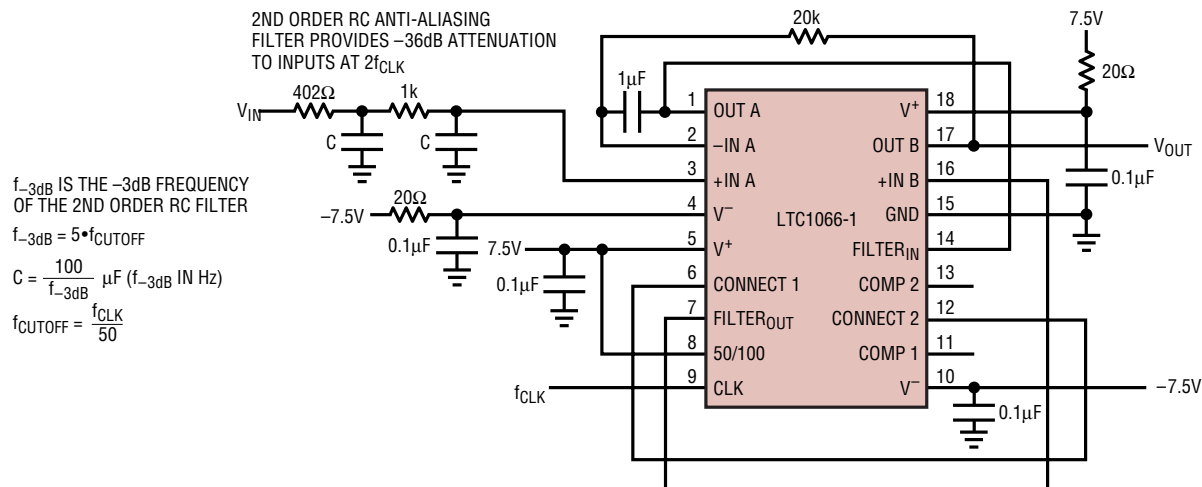 2ND ORDER RC ANTI-ALIASING
FILTER PROVIDES –36dB ATTENUATION
TO INPUTS AT 2fCLK
20k
7.5V
20Ω
402Ω
1k
1µF
VIN
C
C
1 OUT A
2 –IN A
3 +IN A
4 V–
5 V+
6 CONNECT 1
7 FILTEROUT
8 50/100
9 CLK
LTC1066-1
V+ 18
OUT B 17
+IN B 16
GND 15
FILTERIN 14
COMP 2 13
CONNECT 2 12
COMP 1 11
V– 10
VOUT
0.1µF
–7.5V
20Ω
0.1µF
7.5V
0.1µF
fCLK
–7.5V
0.1µF
f–3dB IS THE –3dB FREQUENCY
OF THE 2ND ORDER RC FILTER
f–3dB = 5•fCUTOFF
C = 100/f–3dB µF (f–3dB IN Hz)
fCUTOFF = fCLK/50